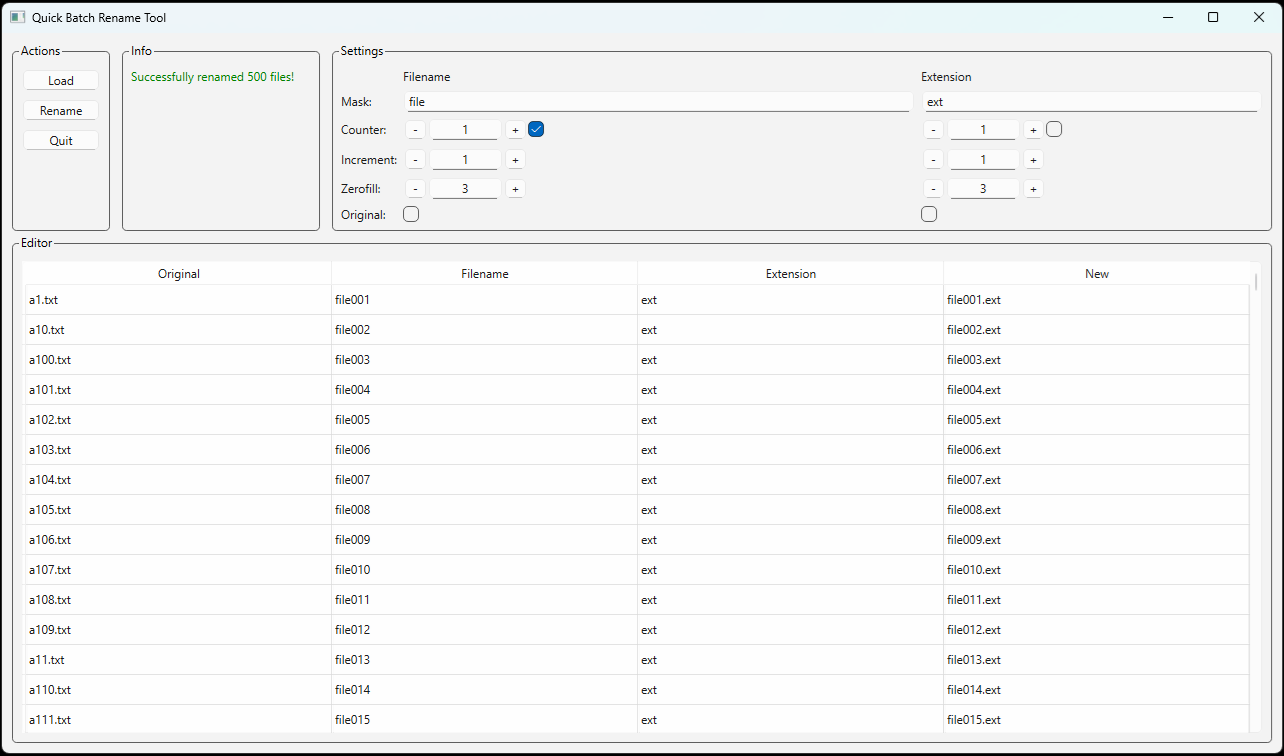 Quick Batch Rename Tool
Actions
Load
Rename
Quit
Info
Successfully renamed 500 files!
Settings
Filename Extension
Mask: file ext
Counter: - 1 + - 1 +
Increment: - 1 + - 1 +
Zerofill: - 3 + - 3 +
Original:
Editor
Original Filename Extension New
a1.txt file001 ext file001.ext
a10.txt file002 ext file002.ext
a100.txt file003 ext file003.ext
a101.txt file004 ext file004.ext
a102.txt file005 ext file005.ext
a103.txt file006 ext file006.ext
a104.txt file007 ext file007.ext
a105.txt file008 ext file008.ext
a106.txt file009 ext file009.ext
a107.txt file010 ext file010.ext
a108.txt file011 ext file011.ext
a109.txt file012 ext file012.ext
a11.txt file013 ext file013.ext
a110.txt file014 ext file014.ext
a111.txt file015 ext file015.ext